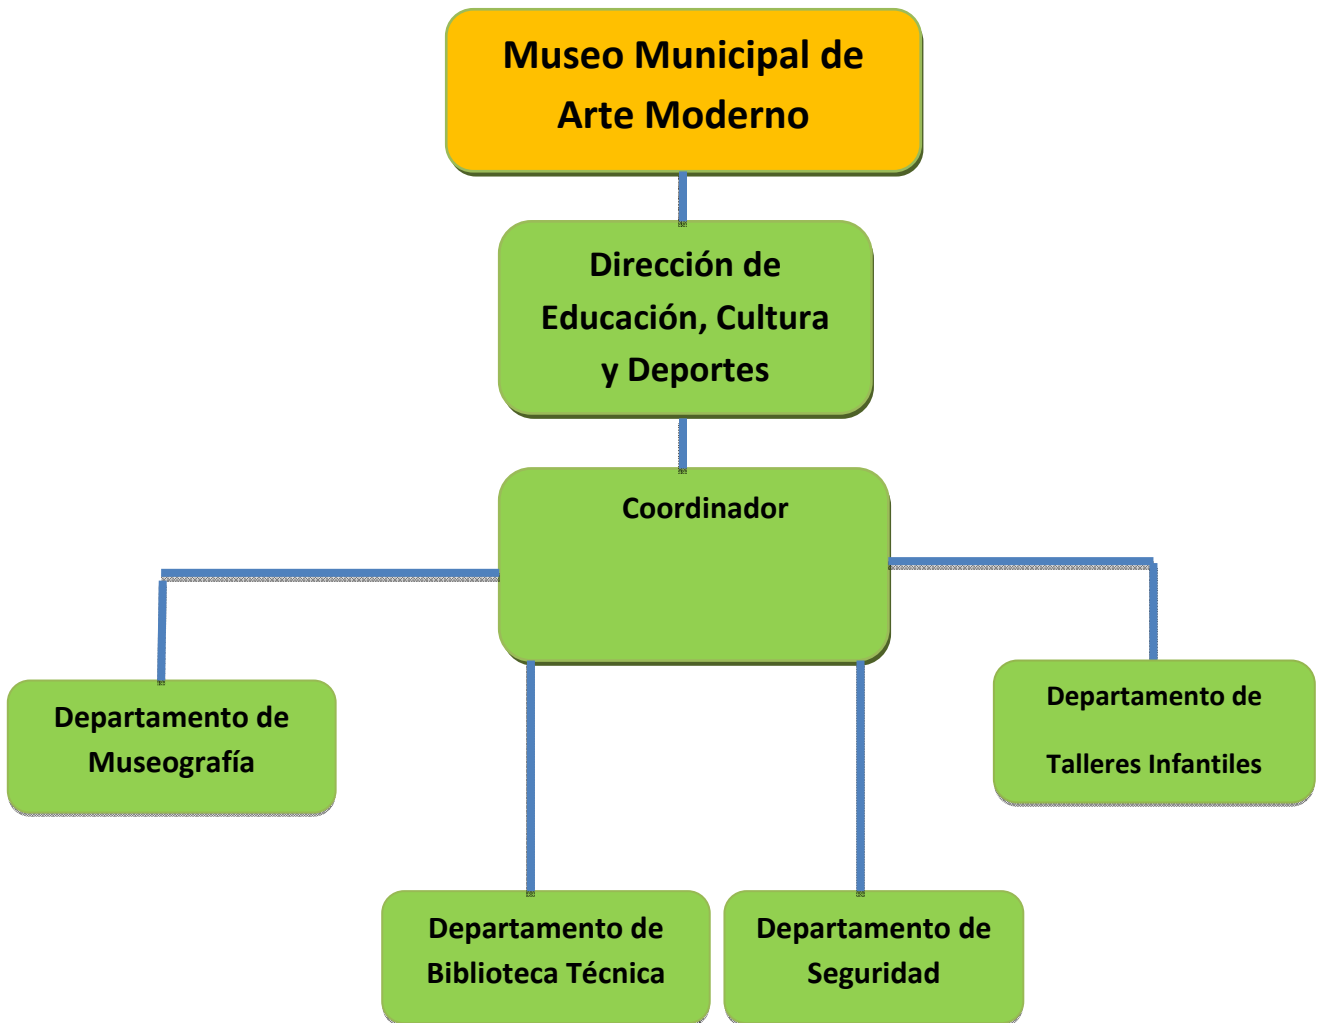 Museo Municipal de
Arte Moderno
Dirección de
Educación, Cultura
y Deportes
Coordinador
Departamento de
Museografía
Departamento de
Talleres Infantiles
Departamento de
Biblioteca Técnica
Departamento de
Seguridad